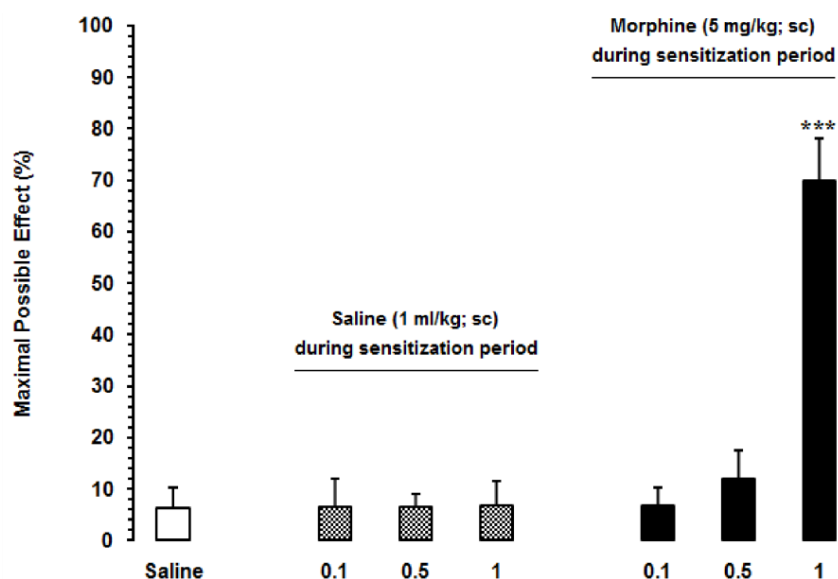 Maximal Possible Effect (%)
100
90
80
70
60
50
40
30
20
10
0
Morphine (5 mg/kg; sc)
during sensitization period
***
Saline (1 ml/kg; sc)
during sensitization period
Saline 0.1 0.5 1 0.1 0.5 1